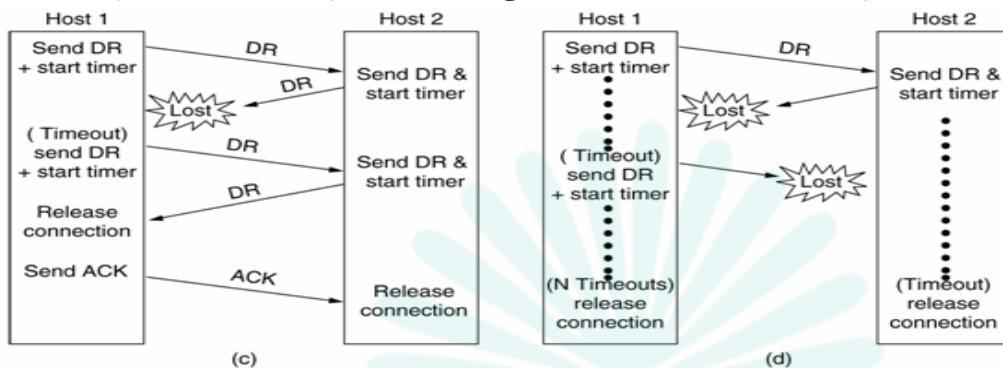 Host 1
Send DR
+ start timer
DR
Host 2
Send DR &
start timer
DR
Lost
( Timeout)
send DR
+ start timer
DR
Send DR &
start timer
DR
Release
connection
Send ACK
ACK
Release
connection
(c)
Host 1
Send DR
+ start timer
DR
Host 2
Send DR &
start timer
Lost
( Timeout)
send DR
+ start timer
Lost
(N Timeouts)
release
connection
(Timeout)
release
connection
(d)